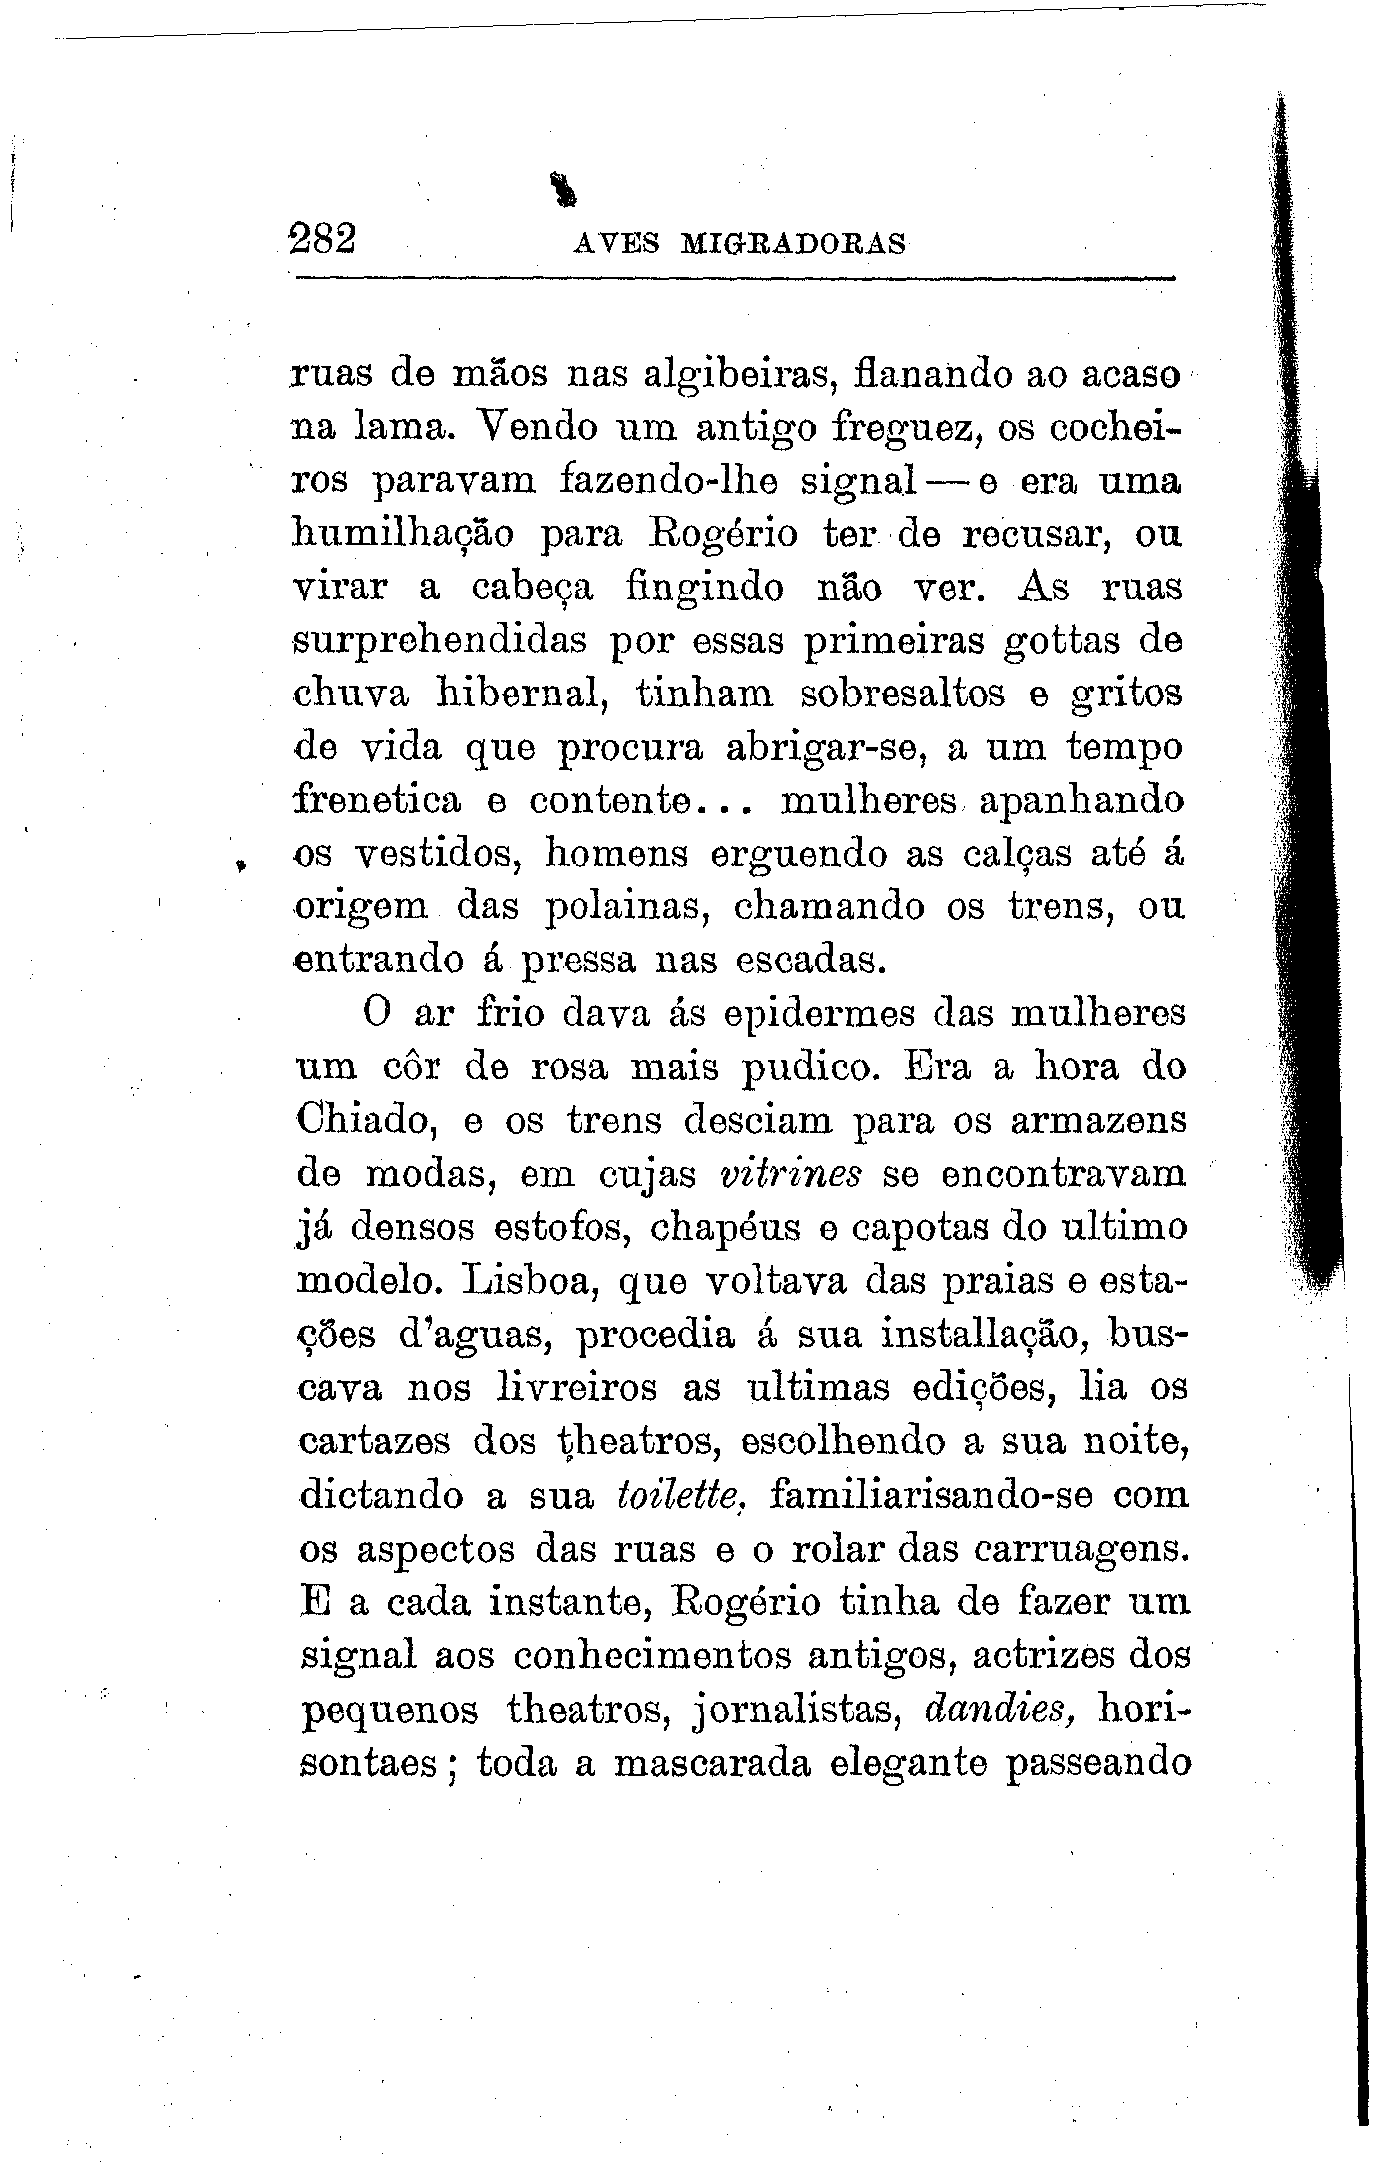 282 AVES MIGRADORAS
ruas de mãos nas algibeiras, flanando ao acaso
na lama. Vendo um antigo freguez, os cochei-
ros paravam fazendo-lhe signal — e era uma
humilhação para Rogério ter de recusar, ou
virar a cabeça fingindo não ver. As ruas
surprehendidas por essas primeiras gottas de
chuva hibernal, tinham sobresaltos e gritos
de vida que procura abrigar-se, a um tempo
frenetica e contente... mulheres apanhando
os vestidos, homens erguendo as calças até á
origem das polainas, chamando os trens, ou
entrando á pressa nas escadas.
O ar frio dava ás epidermes das mulheres
um côr de rosa mais pudico. Era a hora do
Chiado, e os trens desciam para os armazens
de modas, em cujas vitrines se encontravam
já densos estofos, chapéus e capotas do ultimo
modelo. Lisboa, que voltava das praias e esta-
ções d'aguas, procedia á sua installação, bus-
cava nos livreiros as ultimas edições, lia os
cartazes dos theatros, escolhendo a sua noite,
dictando a sua toilette, familiarisando-se com
os aspectos das ruas e o rolar das carruagens.
E a cada instante, Rogério tinha de fazer um
signal aos conhecimentos antigos, actrizes dos
pequenos theatros, jornalistas, dandies, hori-
sontaes; toda a mascarada elegante passeando